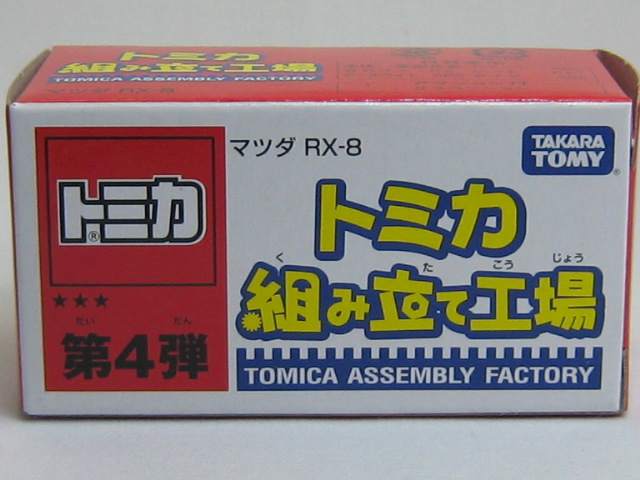 トミカ
組み立て工場
TOMICA ASSEMBLY FACTORY
マツダ RX-8
マツダ RX-8
TAKARA
TOMY
®
トミカ
®
トミカ
く た こう じょう
組み立て工場
★★★
だい だん
第4弾
TOMICA ASSEMBLY FACTORY